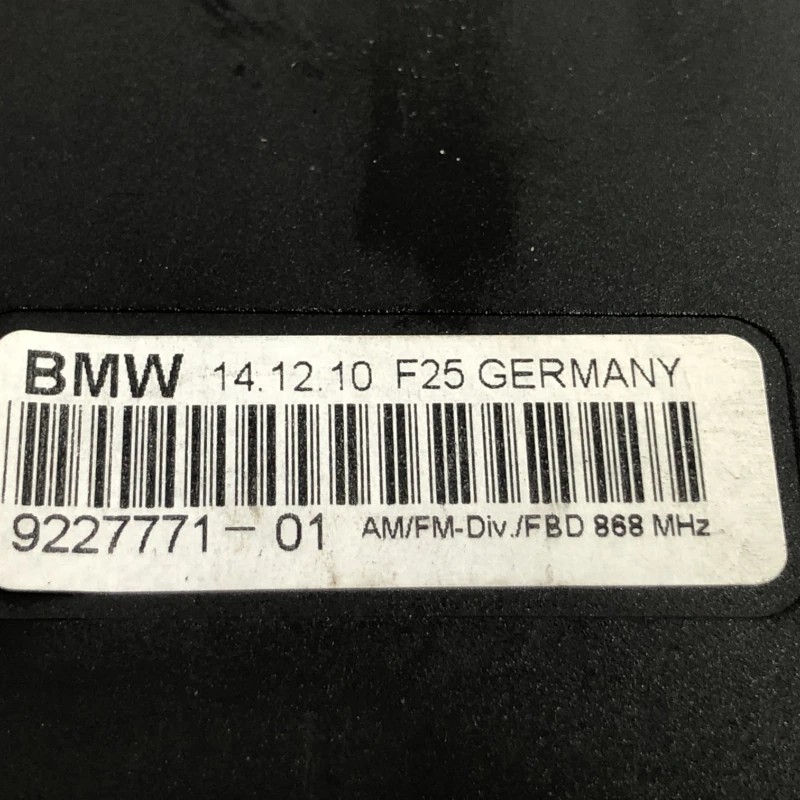 BMW 14.12.10 F25 GERMANY
9227771-01 AM/FM-Div./FBD 868 MHz